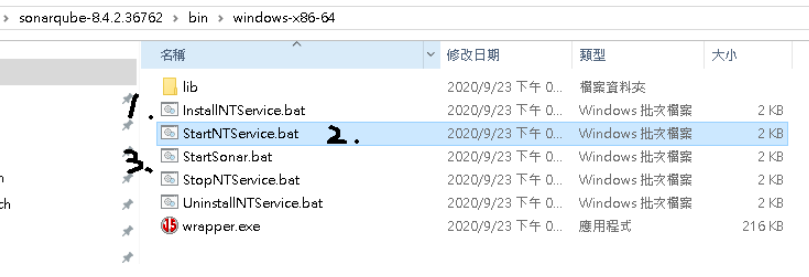 sonarqube-8.4.2.36762 > bin > windows-x86-64
名稱 修改日期 類型 大小
lib 2020/9/23 下午 0... 檔案資料夾
1. InstallNTService.bat 2020/9/23 下午 0... Windows 批次檔案 2 KB
StartNTService.bat 2. 2020/9/23 下午 0... Windows 批次檔案 2 KB
3. StartSonar.bat 2020/9/23 下午 0... Windows 批次檔案 2 KB
StopNTService.bat 2020/9/23 下午 0... Windows 批次檔案 2 KB
UninstallNTService.bat 2020/9/23 下午 0... Windows 批次檔案 2 KB
wrapper.exe 2020/9/23 下午 0... 應用程式 216 KB